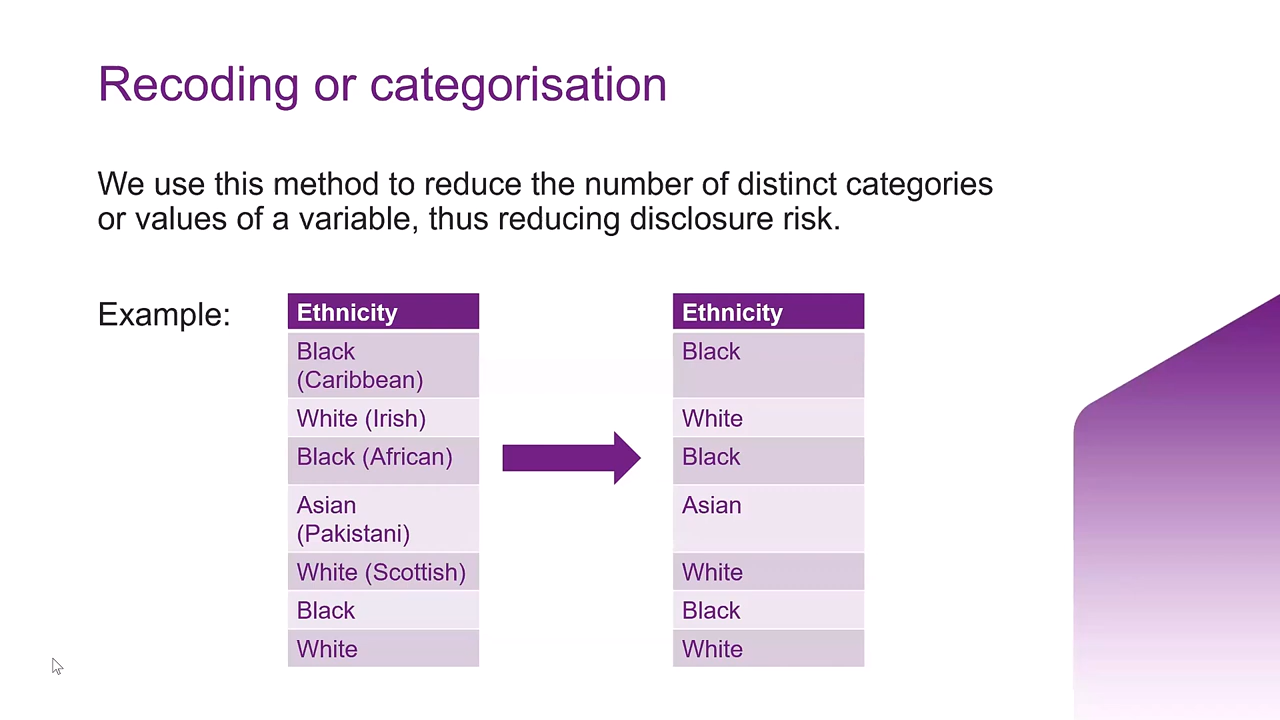 Recoding or categorisation
We use this method to reduce the number of distinct categories
or values of a variable, thus reducing disclosure risk.
Example:
Ethnicity
Black
(Caribbean)
White (Irish)
Black (African)
Asian
(Pakistani)
White (Scottish)
Black
White
Ethnicity
Black
White
Black
Asian
White
Black
White